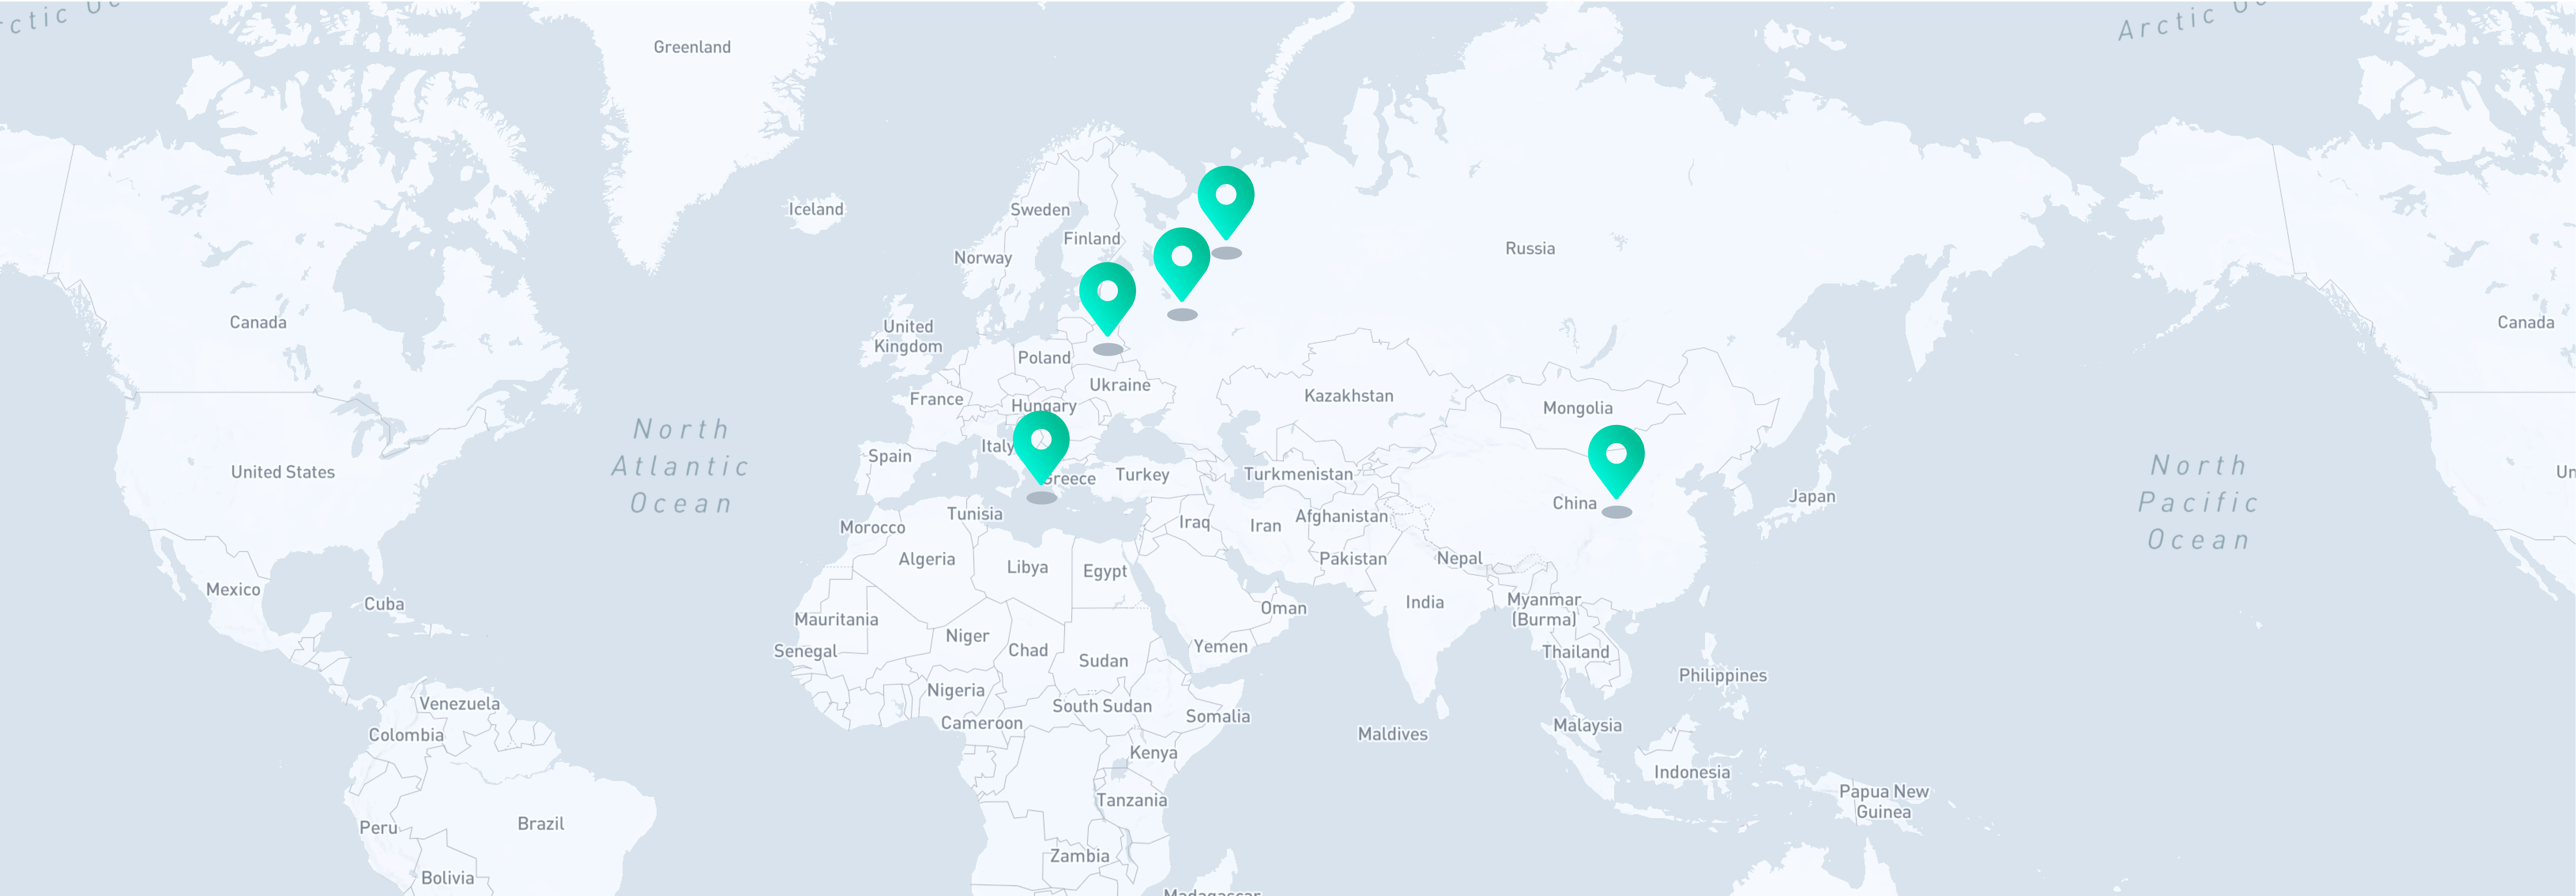 Arctic Oc
Greenland
Iceland
Sweden
Finland
Norway
Russia
Canada
United
Kingdom
Poland
Ukraine
France
Hungary
Kazakhstan
Mongolia
North
Atlantic
Ocean
Italy
Spain
Greece
Turkey
Turkmenistan
United States
China
Japan
North
Pacific
Ocean
Canada
Un
Morocco
Tunisia
Iraq
Iran
Afghanistan
Algeria
Libya
Egypt
Pakistan
Nepal
Mexico
Cuba
Mauritania
Oman
India
Myanmar
(Burma)
Senegal
Niger
Chad
Sudan
Yemen
Thailand
Philippines
Venezuela
Nigeria
South Sudan
Cameroon
Somalia
Colombia
Maldives
Malaysia
Kenya
Indonesia
Tanzania
Papua New
Guinea
Peru
Brazil
Zambia
Bolivia
Madagascar